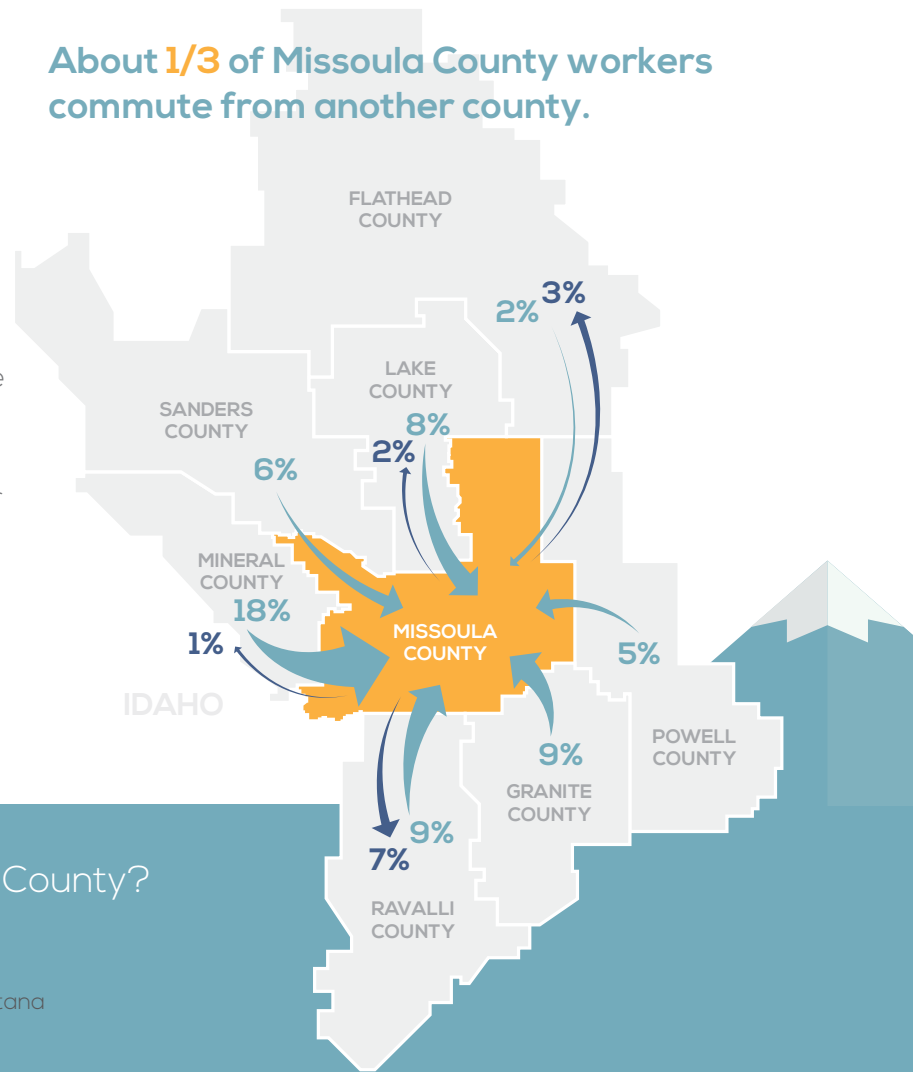 About 1/3 of Missoula County workers
commute from another county.
FLATHEAD
COUNTY
2%
3%
e
LAKE
COUNTY
SANDERS
COUNTY
8%
2%
6%
MINERAL
COUNTY
18%
1%
MISSOULA
COUNTY
5%
IDAHO
POWELL
COUNTY
9%
GRANITE
COUNTY
9%
7%
County?
RAVALLI
COUNTY
tana